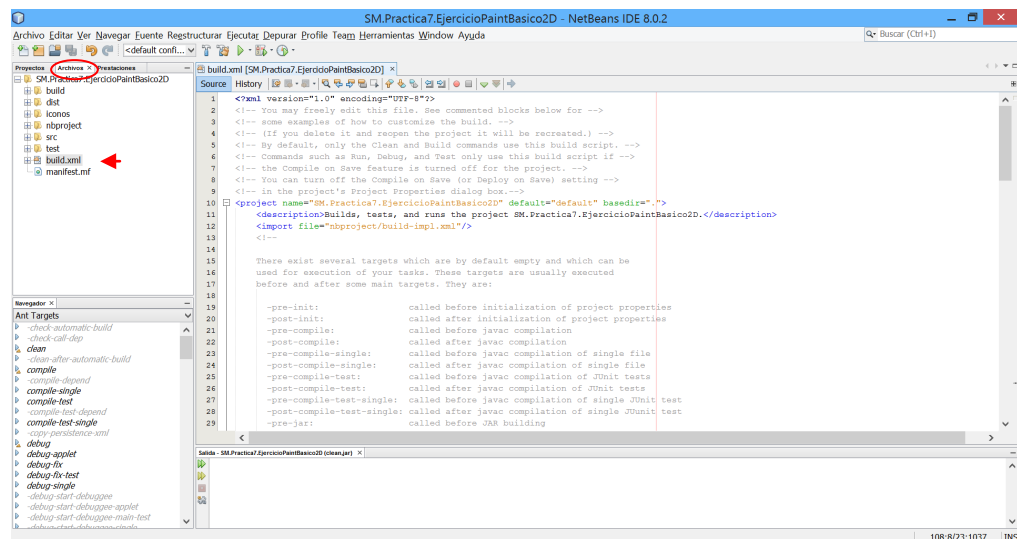 SM.Practica7.EjercicioPaintBasico2D - NetBeans IDE 8.0.2
Archivo Editar Ver Navegar Fuente Reestructurar Ejecutar Depurar Profile Team Herramientas Window Ayuda
Buscar (Ctrl+I)
<default confi...
Proyectos Archivos Prestaciones
SM.Practica7.EjercicioPaintBasico2D
build
dist
iconos
nbproject
src
test
build.xml
manifest.mf
build.xml [SM.Practica7.EjercicioPaintBasico2D]
Source History
1 <?xml version="1.0" encoding="UTF-8"?>
2 <!-- You may freely edit this file. See commented blocks below for -->
3 <!-- some examples of how to customize the build. -->
4 <!-- (If you delete it and reopen the project it will be recreated.) -->
5 <!-- By default, only the Clean and Build commands use this build script. -->
6 <!-- Commands such as Run, Debug, and Test only use this build script if -->
7 <!-- the Compile on Save feature is turned off for the project. -->
8 <!-- You can turn off the Compile on Save (or Deploy on Save) setting -->
9 <!-- in the project's Project Properties dialog box.-->
10 <project name="SM.Practica7.EjercicioPaintBasico2D" default="default" basedir=".">
11 <description>Builds, tests, and runs the project SM.Practica7.EjercicioPaintBasico2D.</description>
12 <import file="nbproject/build-impl.xml"/>
13 <!--
14
15 There exist several targets which are by default empty and which can be
16 used for execution of your tasks. These targets are usually executed
17 before and after some main targets. They are:
18
19 -pre-init: called before initialization of project properties
20 -post-init: called after initialization of project properties
21 -pre-compile: called before javac compilation
22 -post-compile: called after javac compilation
23 -pre-compile-single: called before javac compilation of single file
24 -post-compile-single: called after javac compilation of single file
25 -pre-compile-test: called before javac compilation of JUnit tests
26 -post-compile-test: called after javac compilation of JUnit tests
27 -pre-compile-test-single: called before javac compilation of single JUnit test
28 -post-compile-test-single: called after javac compilation of single JUunit test
29 -pre-jar: called before JAR building
Navegador
Ant Targets
-check-automatic-build
-check-call-dep
clean
-clean-after-automatic-build
compile
-compile-depend
compile-single
compile-test
-compile-test-depend
compile-test-single
-copy-persistence-xml
debug
debug-applet
debug-fix
debug-fix-test
debug-single
-debug-start-debuggee
-debug-start-debuggee-applet
-debug-start-debuggee-main-test
-debug-start-debuggee-single
Salida - SM.Practica7.EjercicioPaintBasico2D (clean,jar)
108:8/23:1037 INS